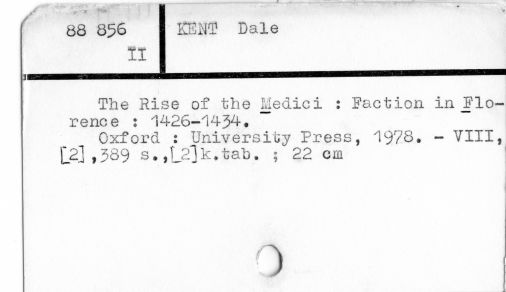 88 856 KENT Dale
II
The Rise of the Medici : Faction in Flo-
rence : 1426-1434.
Oxford : University Press, 1978. - VIII,
[2],389 s.,[2]k.tab. ; 22 cm